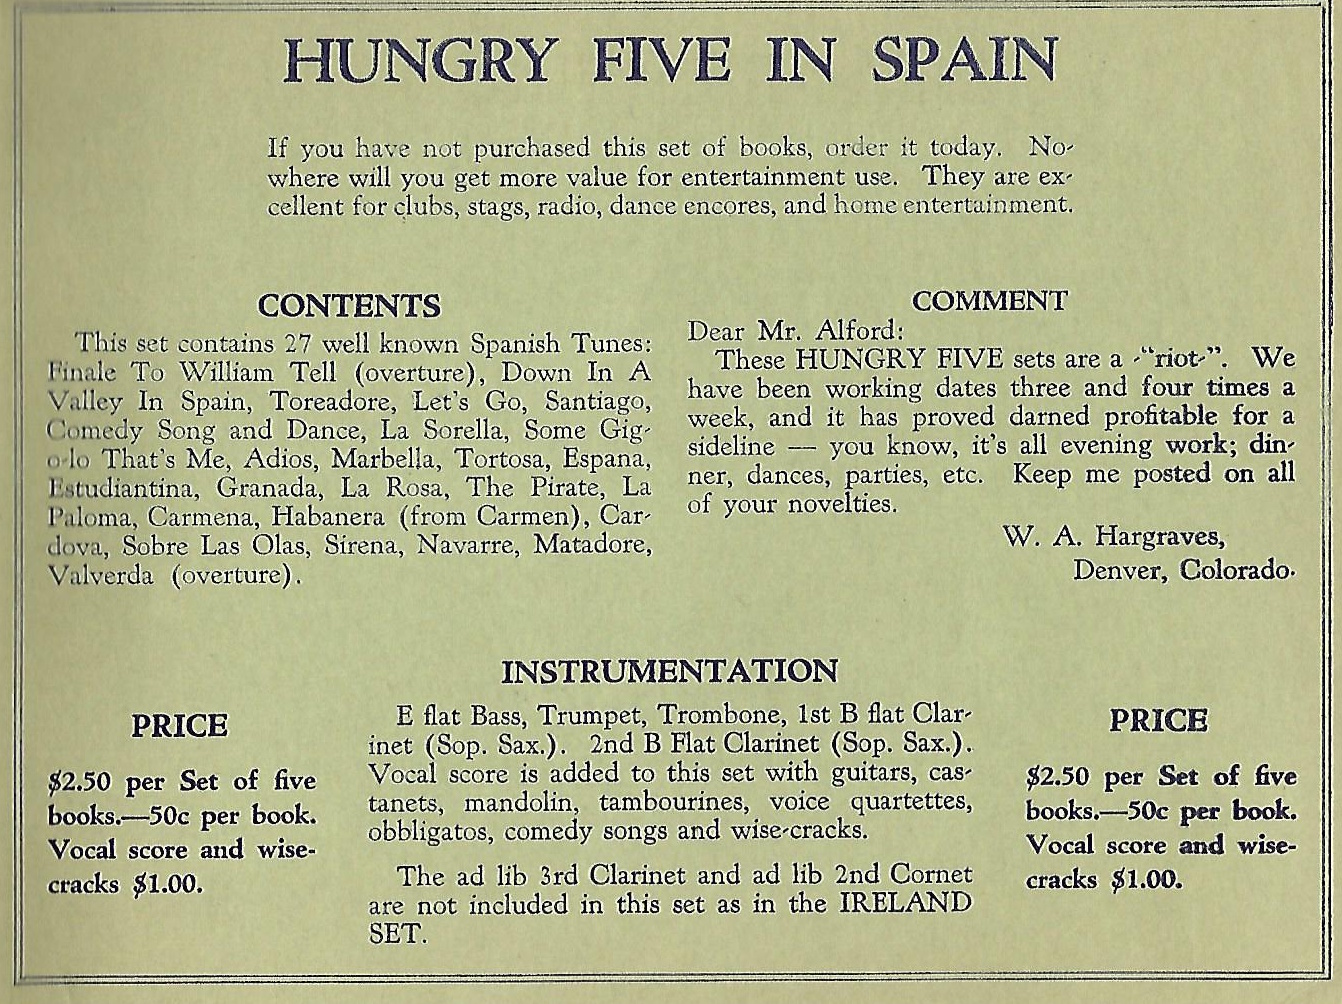 HUNGRY FIVE IN SPAIN
If you have not purchased this set of books, order it today. No-
where will you get more value for entertainment use. They are ex-
cellent for clubs, stags, radio, dance encores, and home entertainment.
CONTENTS
This set contains 27 well known Spanish Tunes:
Finale To William Tell (overture), Down In A
Valley In Spain, Toreadore, Let's Go, Santiago,
Comedy Song and Dance, La Sorella, Some Gig-
o-lo That's Me, Adios, Marbella, Tortosa, Espana,
Estudiantina, Granada, La Rosa, The Pirate, La
Paloma, Carmena, Habanera (from Carmen), Car-
dova, Sobre Las Olas, Sirena, Navarre, Matadore,
Valverda (overture).
COMMENT
Dear Mr. Alford:
These HUNGRY FIVE sets are a -"riot-". We
have been working dates three and four times a
week, and it has proved darned profitable for a
sideline — you know, it's all evening work; din-
ner, dances, parties, etc. Keep me posted on all
of your novelties.
W. A. Hargraves,
Denver, Colorado.
PRICE
$2.50 per Set of five
books.—50c per book.
Vocal score and wise-
cracks $1.00.
INSTRUMENTATION
E flat Bass, Trumpet, Trombone, 1st B flat Clar-
inet (Sop. Sax.). 2nd B Flat Clarinet (Sop. Sax.).
Vocal score is added to this set with guitars, cas-
tanets, mandolin, tambourines, voice quartettes,
obbligatos, comedy songs and wise-cracks.
The ad lib 3rd Clarinet and ad lib 2nd Cornet
are not included in this set as in the IRELAND
SET.
PRICE
$2.50 per Set of five
books.—50c per book.
Vocal score and wise-
cracks $1.00.